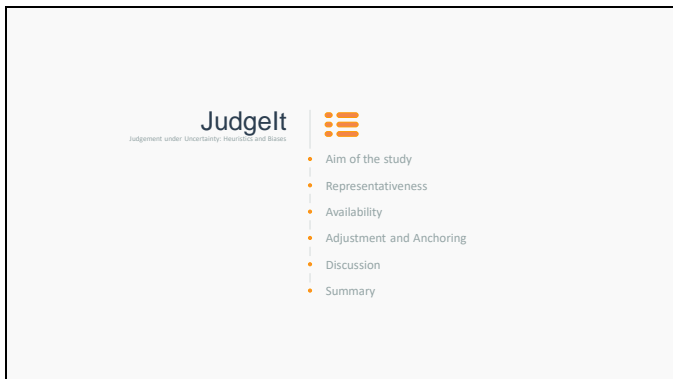 JudgeIt
Judgement under Uncertainty: Heuristics and Biases
Aim of the study
Representativeness
Availability
Adjustment and Anchoring
Discussion
Summary